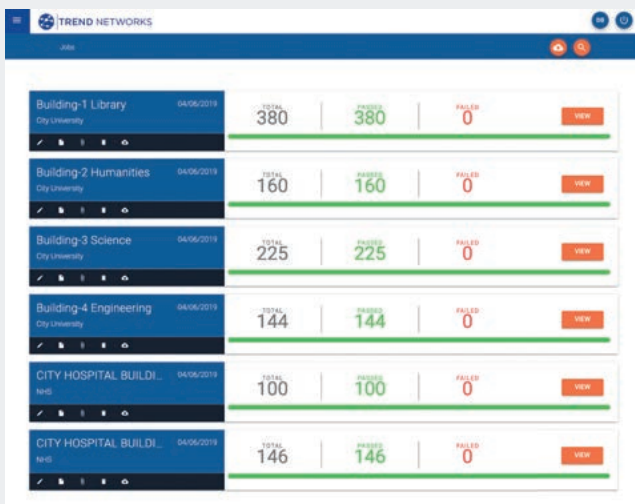 TREND NETWORKS
Jobs
Building-1 Library 04/06/2019
City University
TOTAL PASSED FAILED
380 380 0
VIEW
Building-2 Humanities 04/06/2019
City University
TOTAL PASSED FAILED
160 160 0
VIEW
Building-3 Science 04/06/2019
City University
TOTAL PASSED FAILED
225 225 0
VIEW
Building-4 Engineering 04/06/2019
City University
TOTAL PASSED FAILED
144 144 0
VIEW
CITY HOSPITAL BUILDI... 04/06/2019
NHS
TOTAL PASSED FAILED
100 100 0
VIEW
CITY HOSPITAL BUILDI... 04/06/2019
NHS
TOTAL PASSED FAILED
146 146 0
VIEW